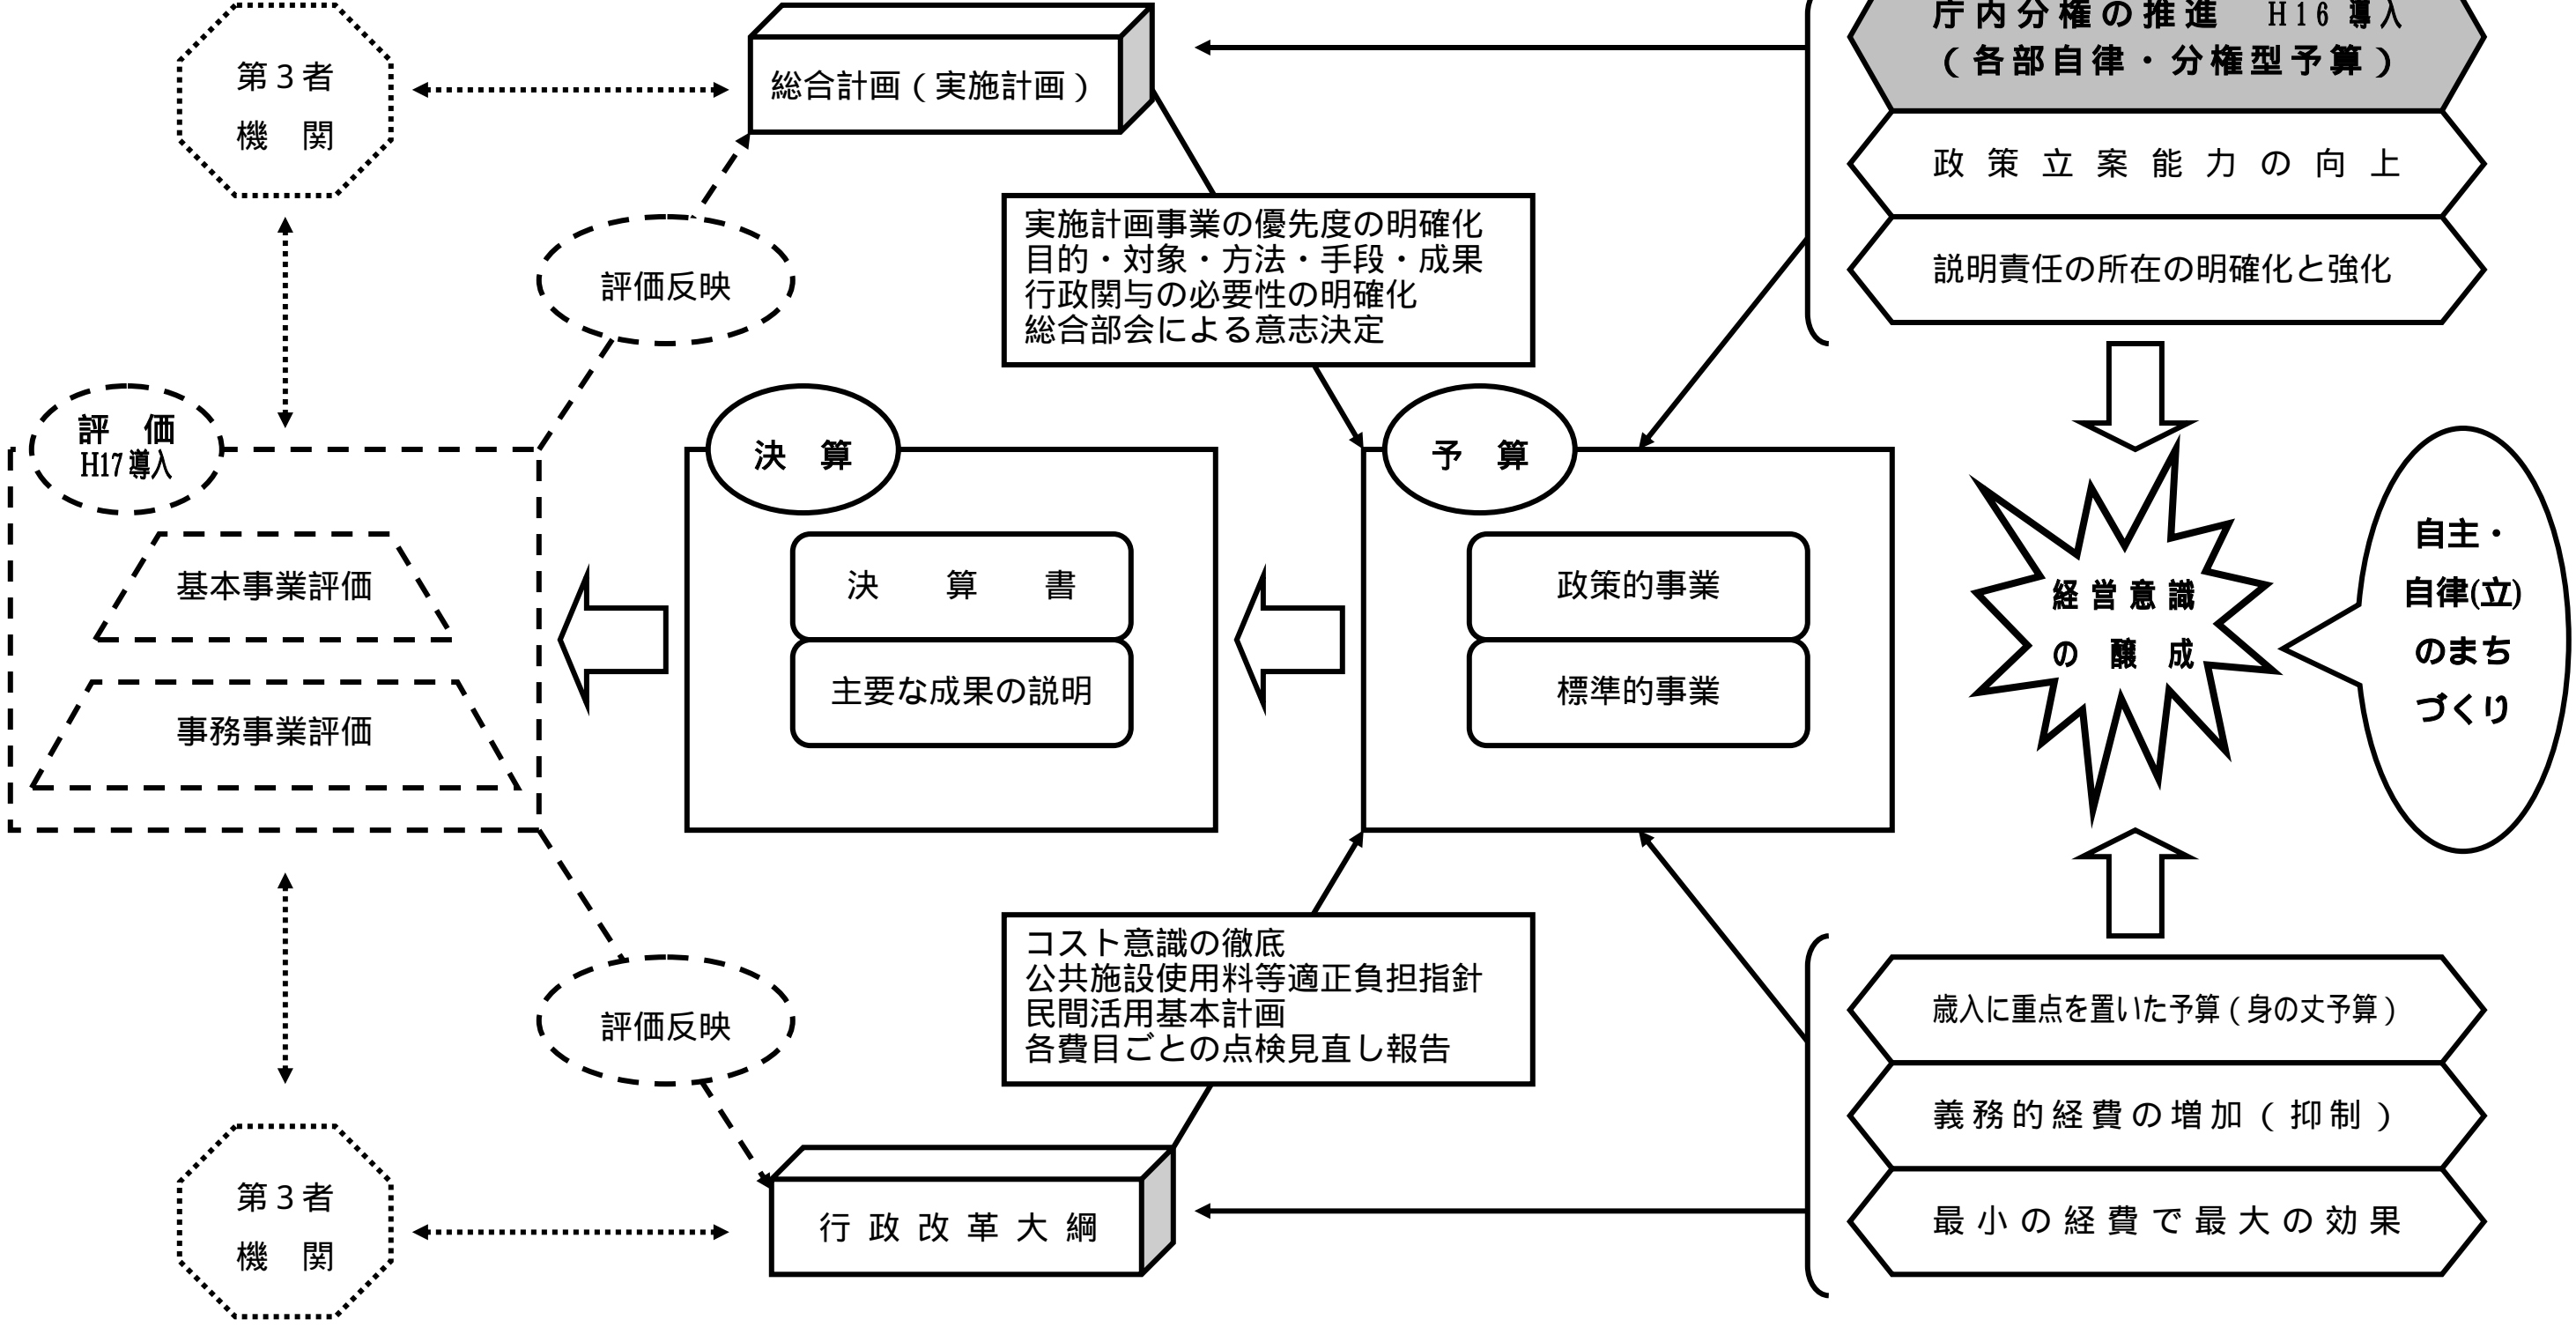 庁内分権の推進　H16 導入
（各部自律・分権型予算）
政策立案能力の向上
説明責任の所在の明確化と強化
第３者
機　関
総合計画（実施計画）
実施計画事業の優先度の明確化
目的・対象・方法・手段・成果
行政関与の必要性の明確化
総合部会による意志決定
評価反映
評　価
H17 導入
基本事業評価
事務事業評価
決　算
決　算　書
主要な成果の説明
予　算
政策的事業
標準的事業
経営意識
の　醸　成
自主・
自律(立)
のまち
づくり
コスト意識の徹底
公共施設使用料等適正負担指針
民間活用基本計画
各費目ごとの点検見直し報告
評価反映
歳入に重点を置いた予算（身の丈予算）
義務的経費の増加（抑制）
最小の経費で最大の効果
第３者
機　関
行政改革大綱